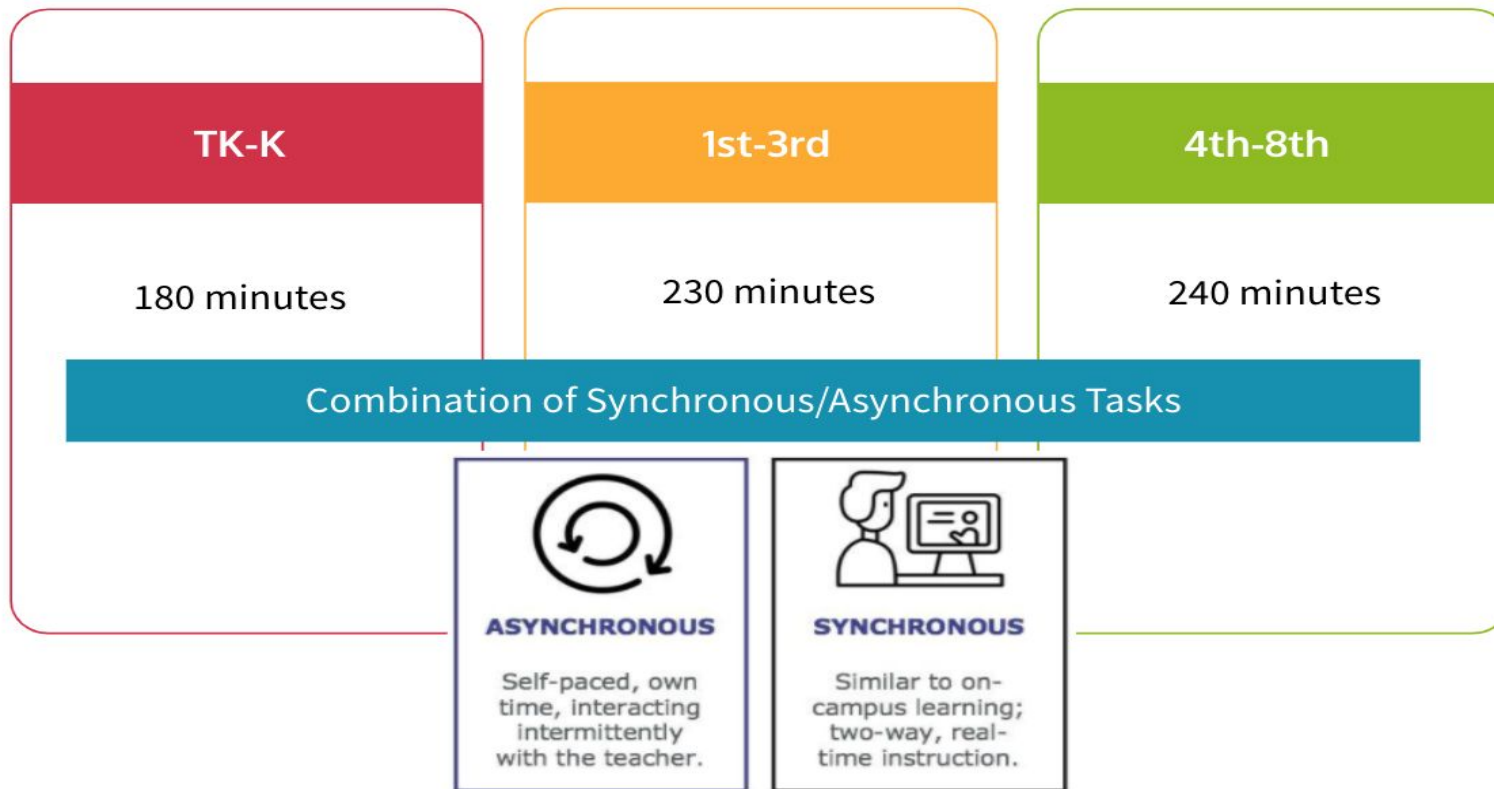 TK-K
1st-3rd
4th-8th
180 minutes
230 minutes
240 minutes
Combination of Synchronous/Asynchronous Tasks
ASYNCHRONOUS
Self-paced, own
time, interacting
intermittently
with the teacher.
SYNCHRONOUS
Similar to on-
campus learning;
two-way, real-
time instruction.